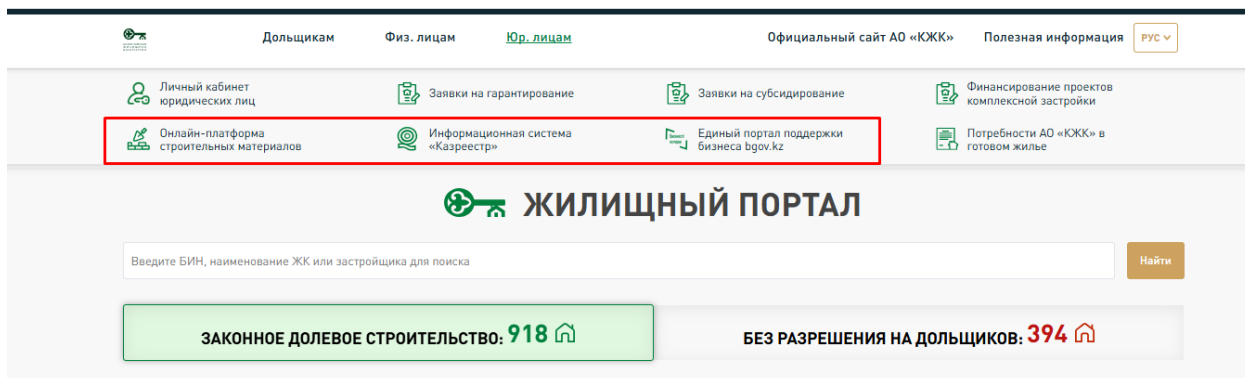 Дольщикам Физ. лицам Юр. лицам Официальный сайт АО «КЖК» Полезная информация РУС
Личный кабинет
юридических лиц
Заявки на гарантирование
Заявки на субсидирование
Финансирование проектов
комплексной застройки
Онлайн-платформа
строительных материалов
Информационная система
«Казреестр»
Единый портал поддержки
бизнеса bgov.kz
Потребности АО «КЖК» в
готовом жилье
ЖИЛИЩНЫЙ ПОРТАЛ
Введите БИН, наименование ЖК или застройщика для поиска
Найти
ЗАКОННОЕ ДОЛЕВОЕ СТРОИТЕЛЬСТВО: 918
БЕЗ РАЗРЕШЕНИЯ НА ДОЛЬЩИКОВ: 394